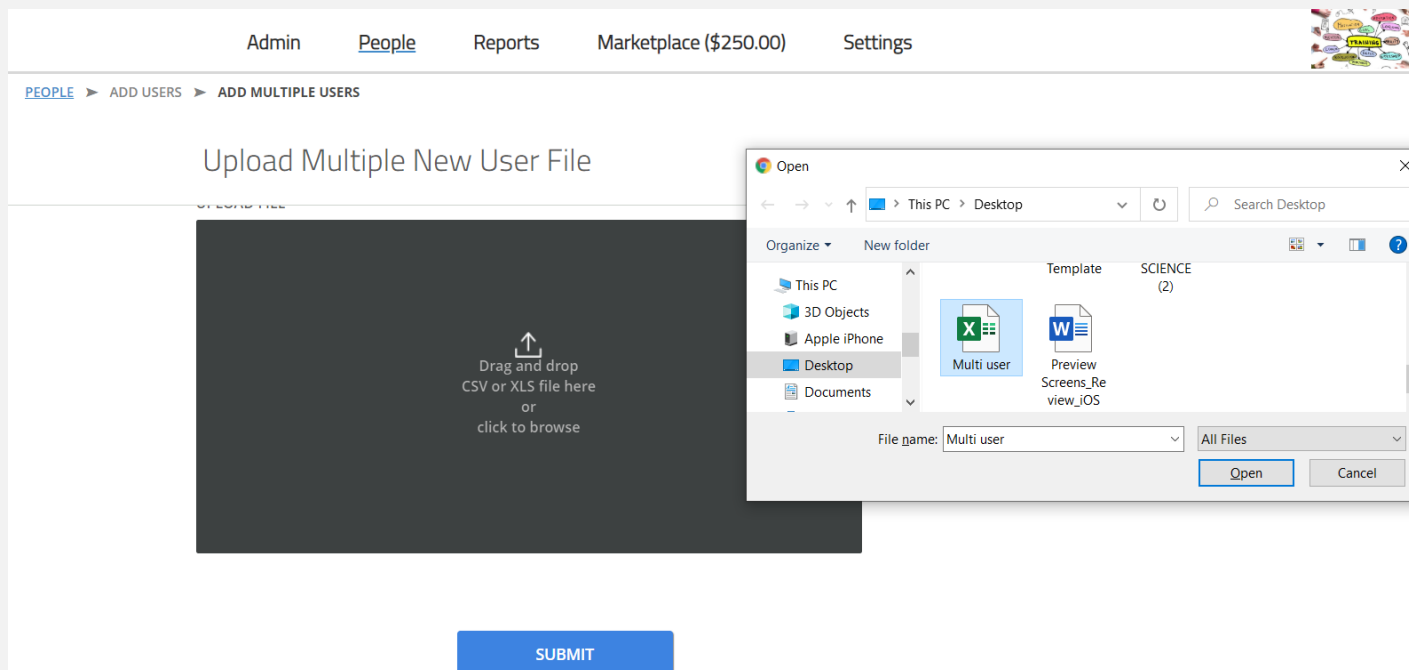 Admin People Reports Marketplace ($250.00) Settings
TRAINING
PEOPLE ➤ ADD USERS ➤ ADD MULTIPLE USERS
Upload Multiple New User File
UPLOAD FILE
Drag and drop
CSV or XLS file here
or
click to browse
SUBMIT
Open
This PC > Desktop
Search Desktop
Organize
New folder
?
This PC
3D Objects
Apple iPhone
Desktop
Documents
Template
SCIENCE
(2)
X
Multi user
W
Preview
Screens_Re
view_iOS
File name: Multi user
All Files
Open
Cancel